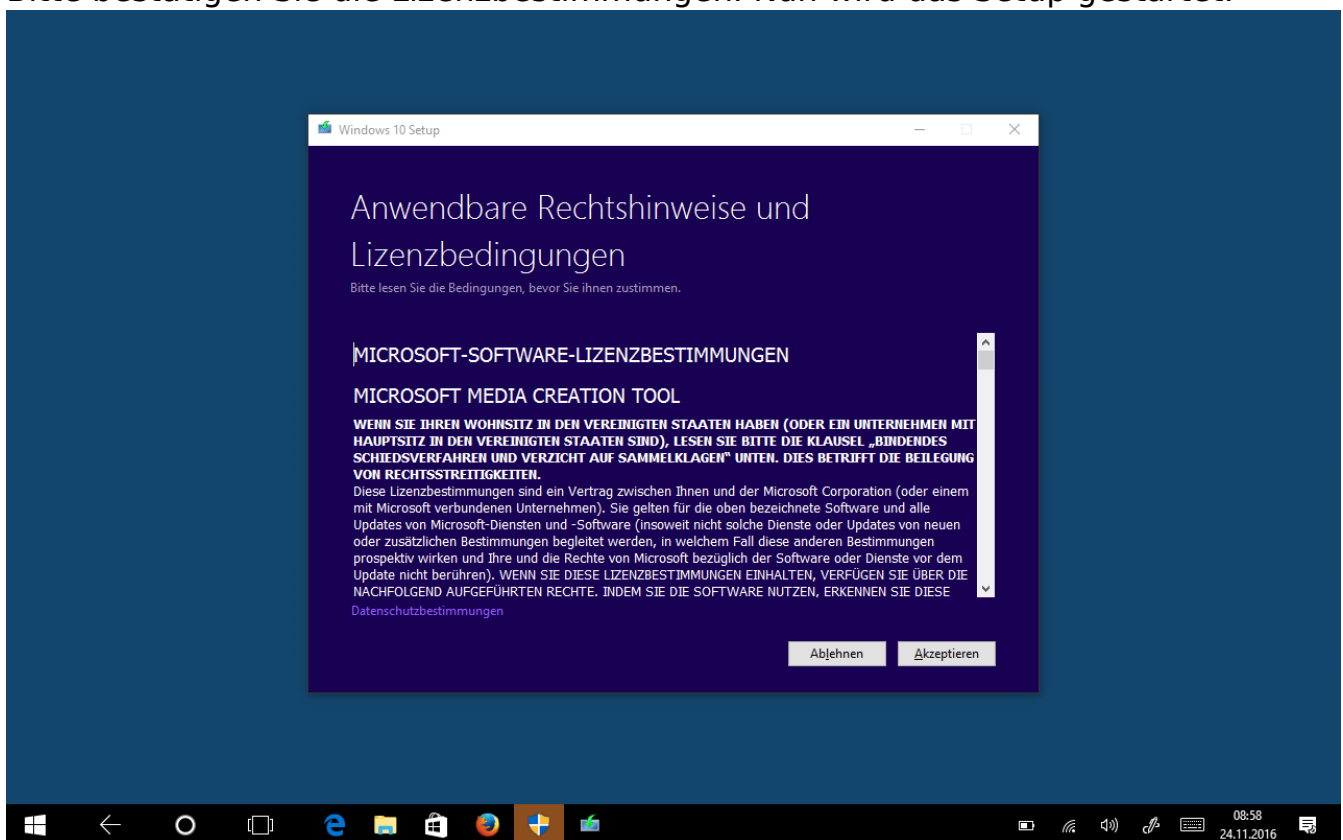 Bitte bestätigen Sie die Lizenzbestimmungen. Nun wird das Setup gestartet.
Windows 10 Setup
Anwendbare Rechtshinweise und
Lizenzbedingungen
Bitte lesen Sie die Bedingungen, bevor Sie ihnen zustimmen.
MICROSOFT-SOFTWARE-LIZENZBESTIMMUNGEN
MICROSOFT MEDIA CREATION TOOL
WENN SIE IHREN WOHNSITZ IN DEN VEREINIGTEN STAATEN HABEN (ODER EIN UNTERNEHMEN MIT
HAUPTSITZ IN DEN VEREINIGTEN STAATEN SIND), LESEN SIE BITTE DIE KLAUSEL „BINDENDES
SCHIEDSVERFAHREN UND VERZICHT AUF SAMMELKLAGEN“ UNTEN. DIES BETRIFFT DIE BEILEGUNG
VON RECHTSSTREITIGKEITEN.
Diese Lizenzbestimmungen sind ein Vertrag zwischen Ihnen und der Microsoft Corporation (oder einem
mit Microsoft verbundenen Unternehmen). Sie gelten für die oben bezeichnete Software und alle
Updates von Microsoft-Diensten und -Software (insoweit nicht solche Dienste oder Updates von neuen
oder zusätzlichen Bestimmungen begleitet werden, in welchem Fall diese anderen Bestimmungen
prospektiv wirken und Ihre und die Rechte von Microsoft bezüglich der Software oder Dienste vor dem
Update nicht berühren). WENN SIE DIESE LIZENZBESTIMMUNGEN EINHALTEN, VERFÜGEN SIE ÜBER DIE
NACHFOLGEND AUFGEFÜHRTEN RECHTE. INDEM SIE DIE SOFTWARE NUTZEN, ERKENNEN SIE DIESE
Datenschutzbestimmungen
Ablehnen
Akzeptieren
08:58
24.11.2016